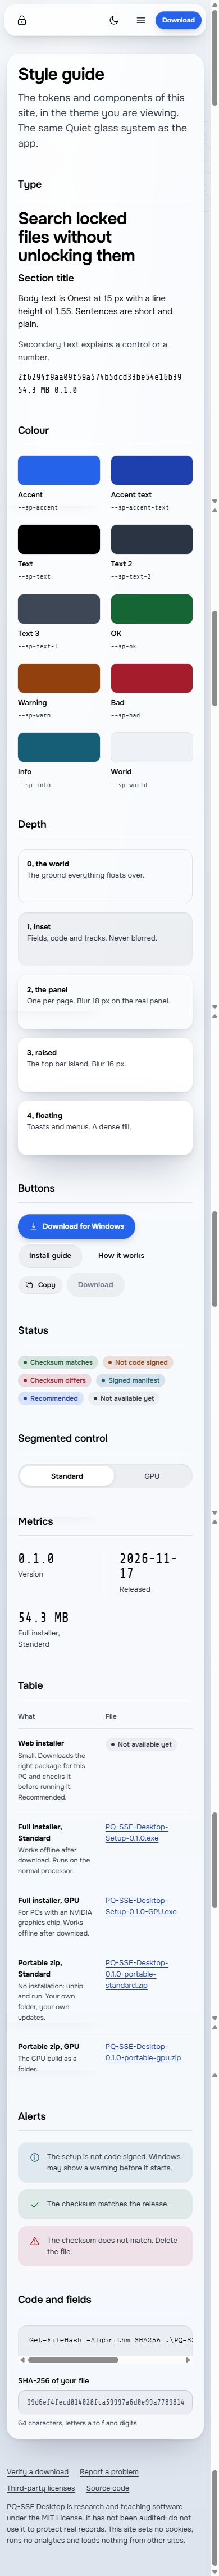 Download
Style guide
The tokens and components of this
site, in the theme you are viewing.
The same Quiet glass system as the
app.
Type
Search locked
files without
unlocking them
Section title
Body text is Onest at 15 px with a line
height of 1.55. Sentences are short and
plain.
Secondary text explains a control or a
number.
2f6294f9aa09f59a574b5dcd33be54e16b39
54.3 MB 0.1.0
Colour
Accent
--sp-accent
Accent text
--sp-accent-text
Text
--sp-text
Text 2
--sp-text-2
Text 3
--sp-text-3
OK
--sp-ok
Warning
--sp-warn
Bad
--sp-bad
Info
--sp-info
World
--sp-world
Depth
0, the world
The ground everything floats over.
1, inset
Fields, code and tracks. Never blurred.
2, the panel
One per page. Blur 18 px on the real panel.
3, raised
The top bar island. Blur 16 px.
4, floating
Toasts and menus. A dense fill.
Buttons
Download for Windows
Install guide
How it works
Copy
Download
Status
Checksum matches
Not code signed
Checksum differs
Signed manifest
Recommended
Not available yet
Segmented control
Standard
GPU
Metrics
0.1.0
Version
2026-11-
17
Released
54.3 MB
Full installer,
Standard
Table
What
File
Web installer
Small. Downloads the
right package for this
PC and checks it
before running it.
Recommended.
Not available yet
Full installer,
Standard
Works offline after
download. Runs on the
normal processor.
PQ-SSE-Desktop-
Setup-0.1.0.exe
Full installer, GPU
For PCs with an NVIDIA
graphics chip. Works
offline after download.
PQ-SSE-Desktop-
Setup-0.1.0-GPU.exe
Portable zip,
Standard
No installation: unzip
and run. Your own
folder, your own
updates.
PQ-SSE-Desktop-
0.1.0-portable-
standard.zip
Portable zip, GPU
The GPU build as a
folder.
PQ-SSE-Desktop-
0.1.0-portable-gpu.zip
Alerts
The setup is not code signed. Windows
may show a warning before it starts.
The checksum matches the release.
The checksum does not match. Delete
the file.
Code and fields
Get-FileHash -Algorithm SHA256 .\PQ-S
SHA-256 of your file
99d6ef4fecd014028fca59997a6d0e99a7789814
64 characters, letters a to f and digits
Verify a download
Report a problem
Third-party licenses
Source code
PQ-SSE Desktop is research and teaching software
under the MIT License. It has not been audited: do not
use it to protect real records. This site sets no cookies,
runs no analytics and loads nothing from other sites.